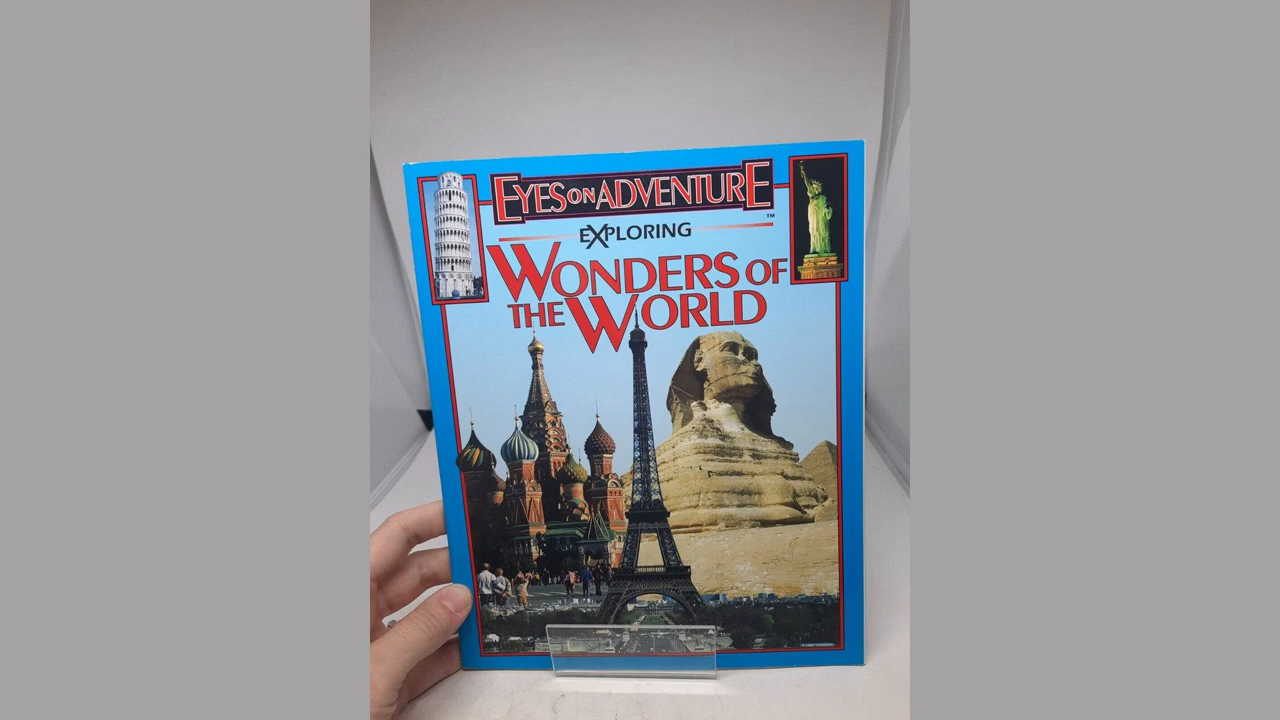 EYES ON ADVENTURE
™
EXPLORING
WONDERS OF
THE WORLD